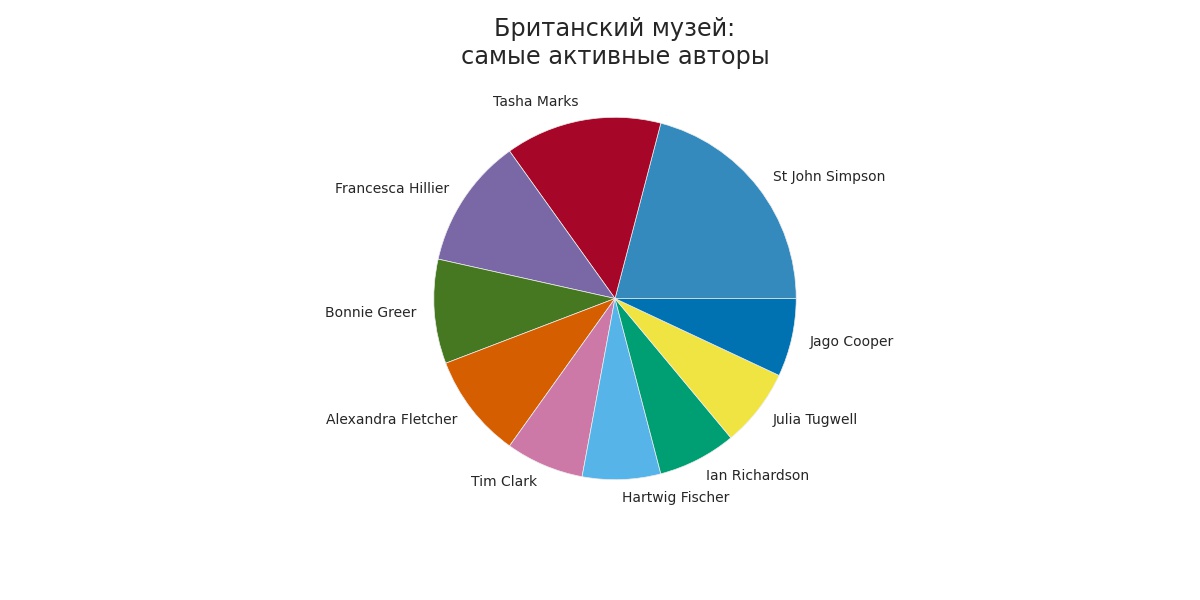 Британский музей:
самые активные авторы
Tasha Marks
St John Simpson
Francesca Hillier
Bonnie Greer
Jago Cooper
Alexandra Fletcher
Julia Tugwell
Tim Clark
Ian Richardson
Hartwig Fischer